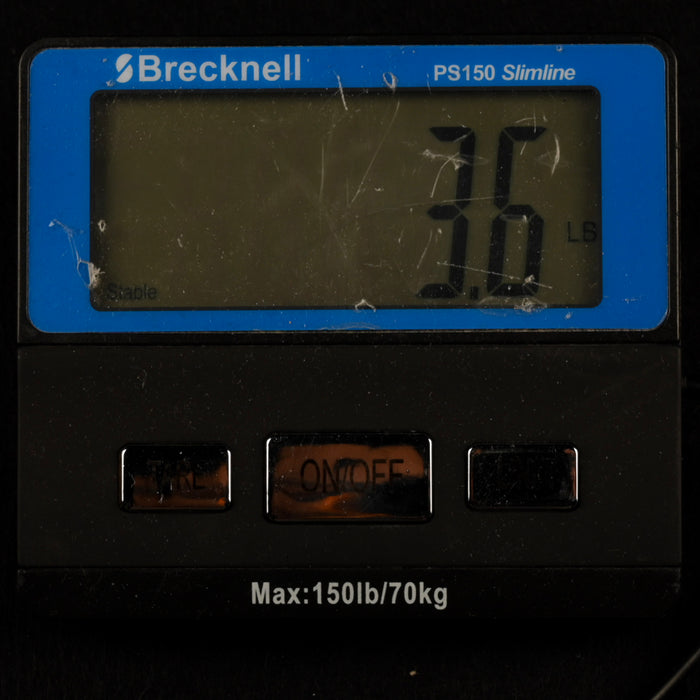 Brecknell PS150 Slimline
3.6 LB
Stable
ON/OFF
Max:150lb/70kg